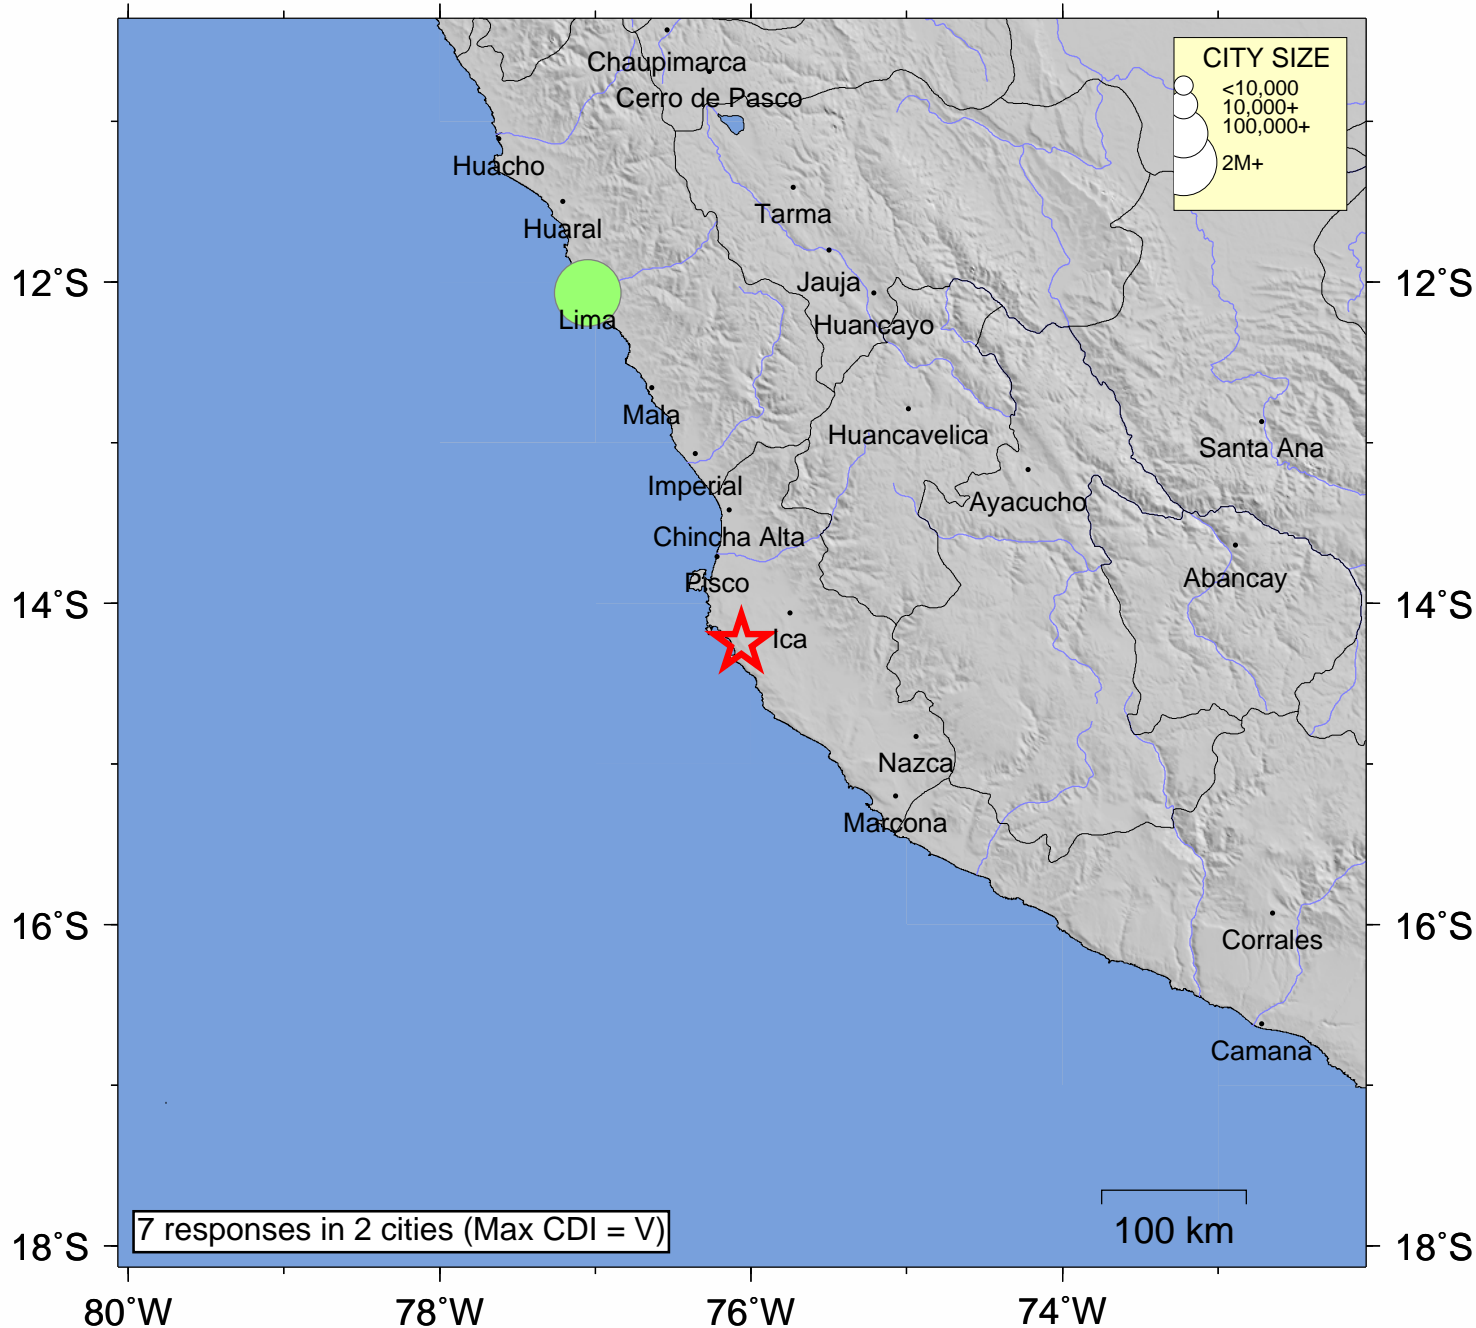 CITY SIZE
<10,000
10,000+
100,000+
2M+
Chaupimarca
Cerro de Pasco
Huacho
Tarma
Huaral
12˚S
Jauja
12˚S
Lima
Huancayo
Mala
Huancavelica
Santa Ana
Imperial
Ayacucho
Chincha Alta
Pisco
Abancay
14˚S
14˚S
Ica
Nazca
Marcona
16˚S
16˚S
Corrales
Camana
7 responses in 2 cities (Max CDI = V)
100 km
18˚S
18˚S
80˚W
78˚W
76˚W
74˚W